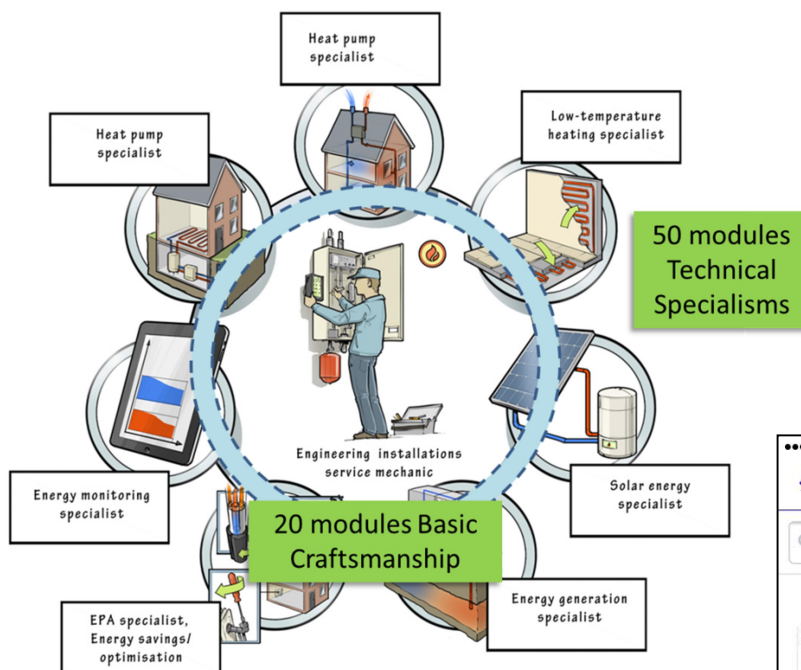 Heat pump
specialist
Heat pump
specialist
Low-temperature
heating specialist
50 modules
Technical
Specialisms
Engineering installations
service mechanic
Energy monitoring
specialist
Solar energy
specialist
20 modules Basic
Craftsmanship
EPA specialist,
Energy savings/
optimisation
Energy generation
specialist